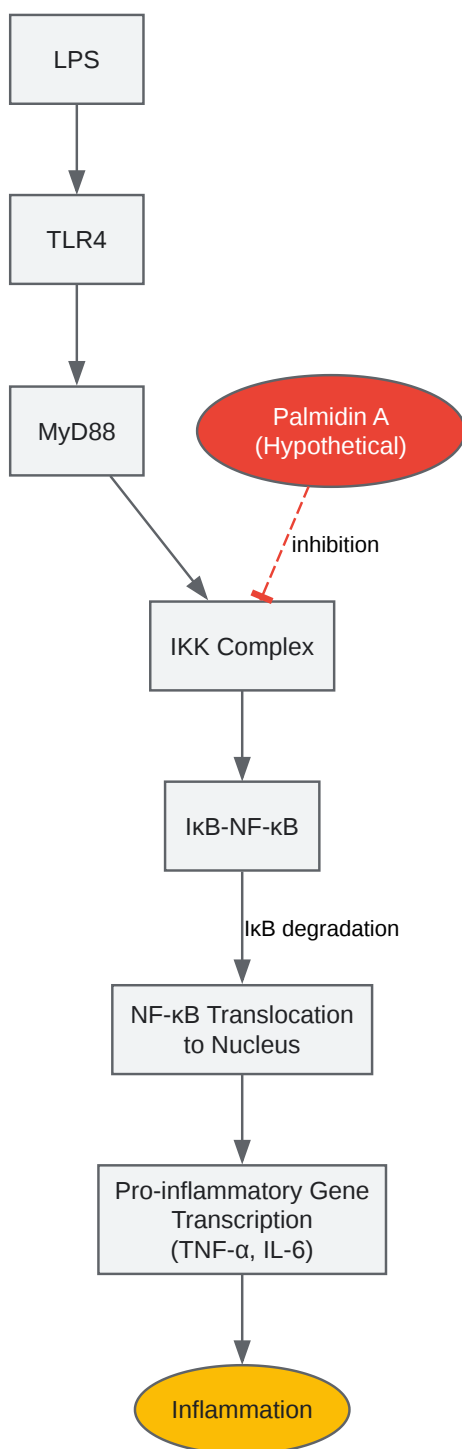 LPS
TLR4
MyD88
Palmidin A
(Hypothetical)
inhibition
IKK Complex
IκB-NF-κB
IκB degradation
NF-κB Translocation
to Nucleus
Pro-inflammatory Gene
Transcription
(TNF-α, IL-6)
Inflammation